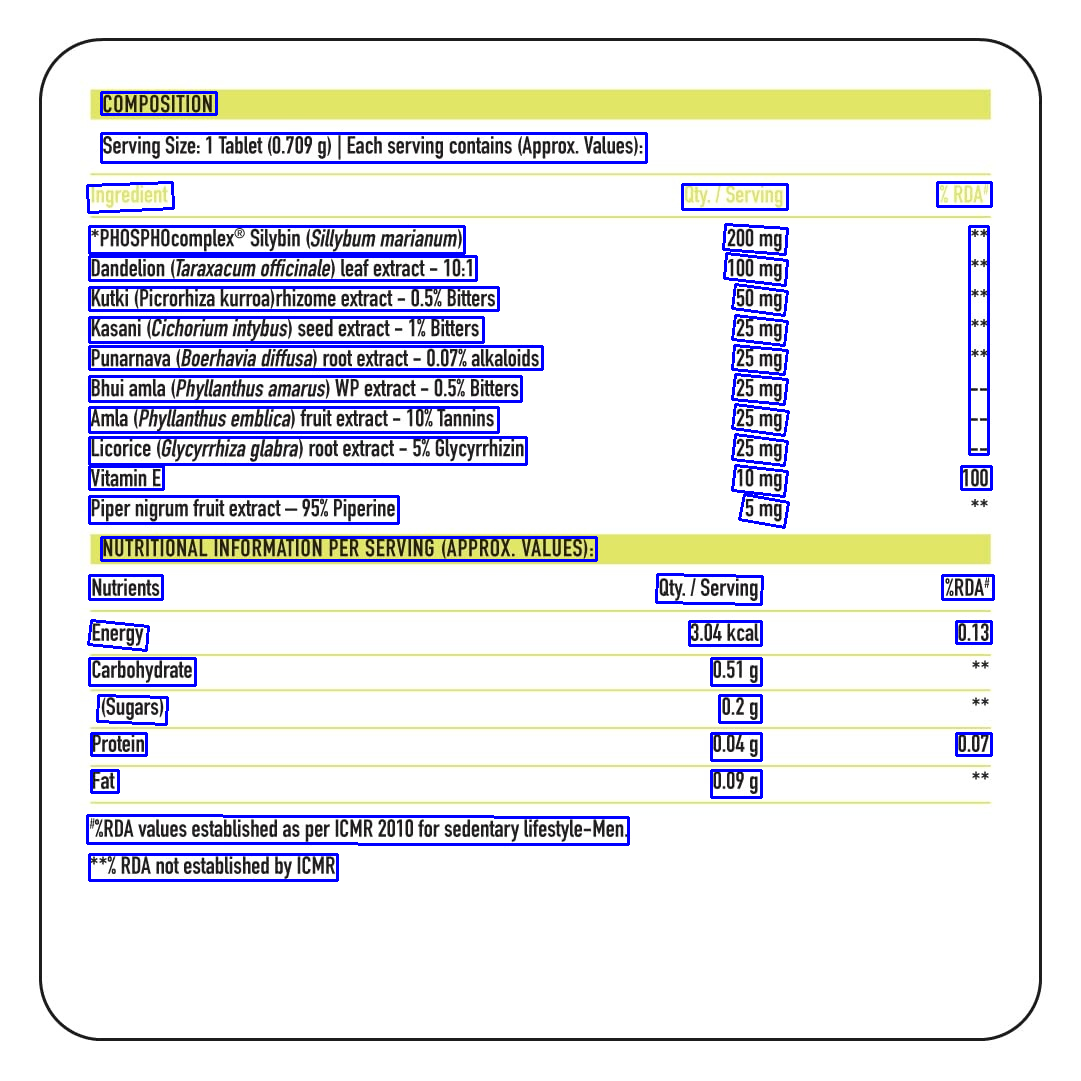 COMPOSITION
Serving Size: 1 Tablet (0.709 g) | Each serving contains (Approx. Values):
Ingredient Qty. / Serving % RDA#
*PHOSPHOcomplex® Silybin (Sillybum marianum) 200 mg **
Dandelion (Taraxacum officinale) leaf extract - 10:1 100 mg **
Kutki (Picrorhiza kurroa)rhizome extract - 0.5% Bitters 50 mg **
Kasani (Cichorium intybus) seed extract - 1% Bitters 25 mg **
Punarnava (Boerhavia diffusa) root extract - 0.07% alkaloids 25 mg **
Bhui amla (Phyllanthus amarus) WP extract - 0.5% Bitters 25 mg --
Amla (Phyllanthus emblica) fruit extract - 10% Tannins 25 mg --
Licorice (Glycyrrhiza glabra) root extract - 5% Glycyrrhizin 25 mg --
Vitamin E 10 mg 100
Piper nigrum fruit extract – 95% Piperine 5 mg **
NUTRITIONAL INFORMATION PER SERVING (APPROX. VALUES):
Nutrients Qty. / Serving %RDA#
Energy 3.04 kcal 0.13
Carbohydrate 0.51 g **
(Sugars) 0.2 g **
Protein 0.04 g 0.07
Fat 0.09 g **
#%RDA values established as per ICMR 2010 for sedentary lifestyle-Men.
**% RDA not established by ICMR